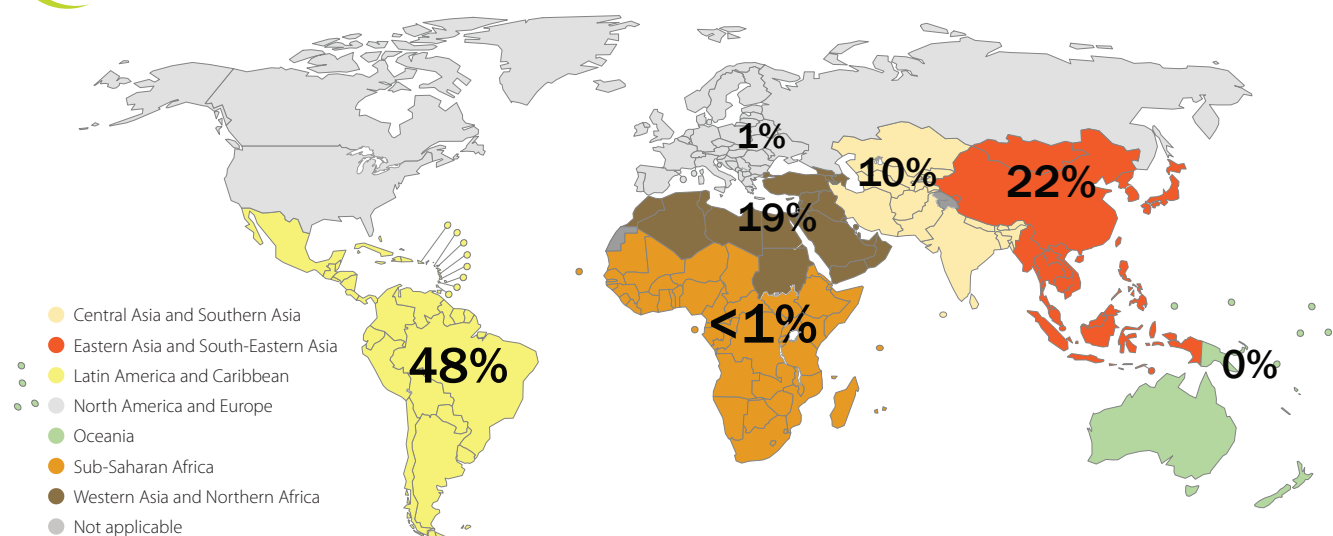 1%
10%
22%
19%
<1%
48%
0%
Central Asia and Southern Asia
Eastern Asia and South-Eastern Asia
Latin America and Caribbean
North America and Europe
Oceania
Sub-Saharan Africa
Western Asia and Northern Africa
Not applicable